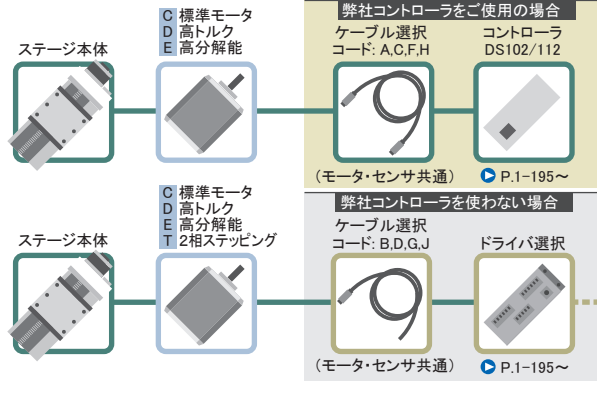 弊社コントローラをご使用の場合
C 標準モータ
D 高トルク
E 高分解能
ステージ本体
ケーブル選択
コード: A,C,F,H
コントローラ
DS102/112
(モータ・センサ共通)
P.1-195~
弊社コントローラを使わない場合
C 標準モータ
D 高トルク
E 高分解能
T 2相ステッピング
ステージ本体
ケーブル選択
コード: B,D,G,J
ドライバ選択
(モータ・センサ共通)
P.1-195~